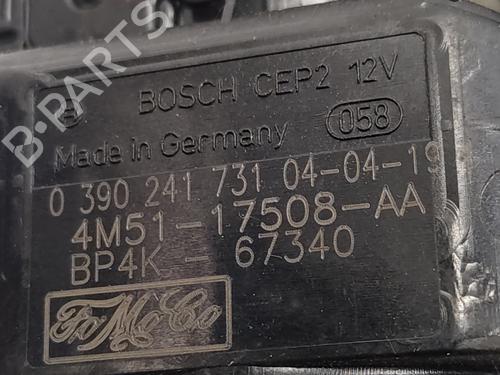 BOSCH CEP2 12V
Made in Germany 058
0 390 241 731 04-04-19
4M51-17508-AA
BP4K - 67340
FoMoCo
B-PARTS